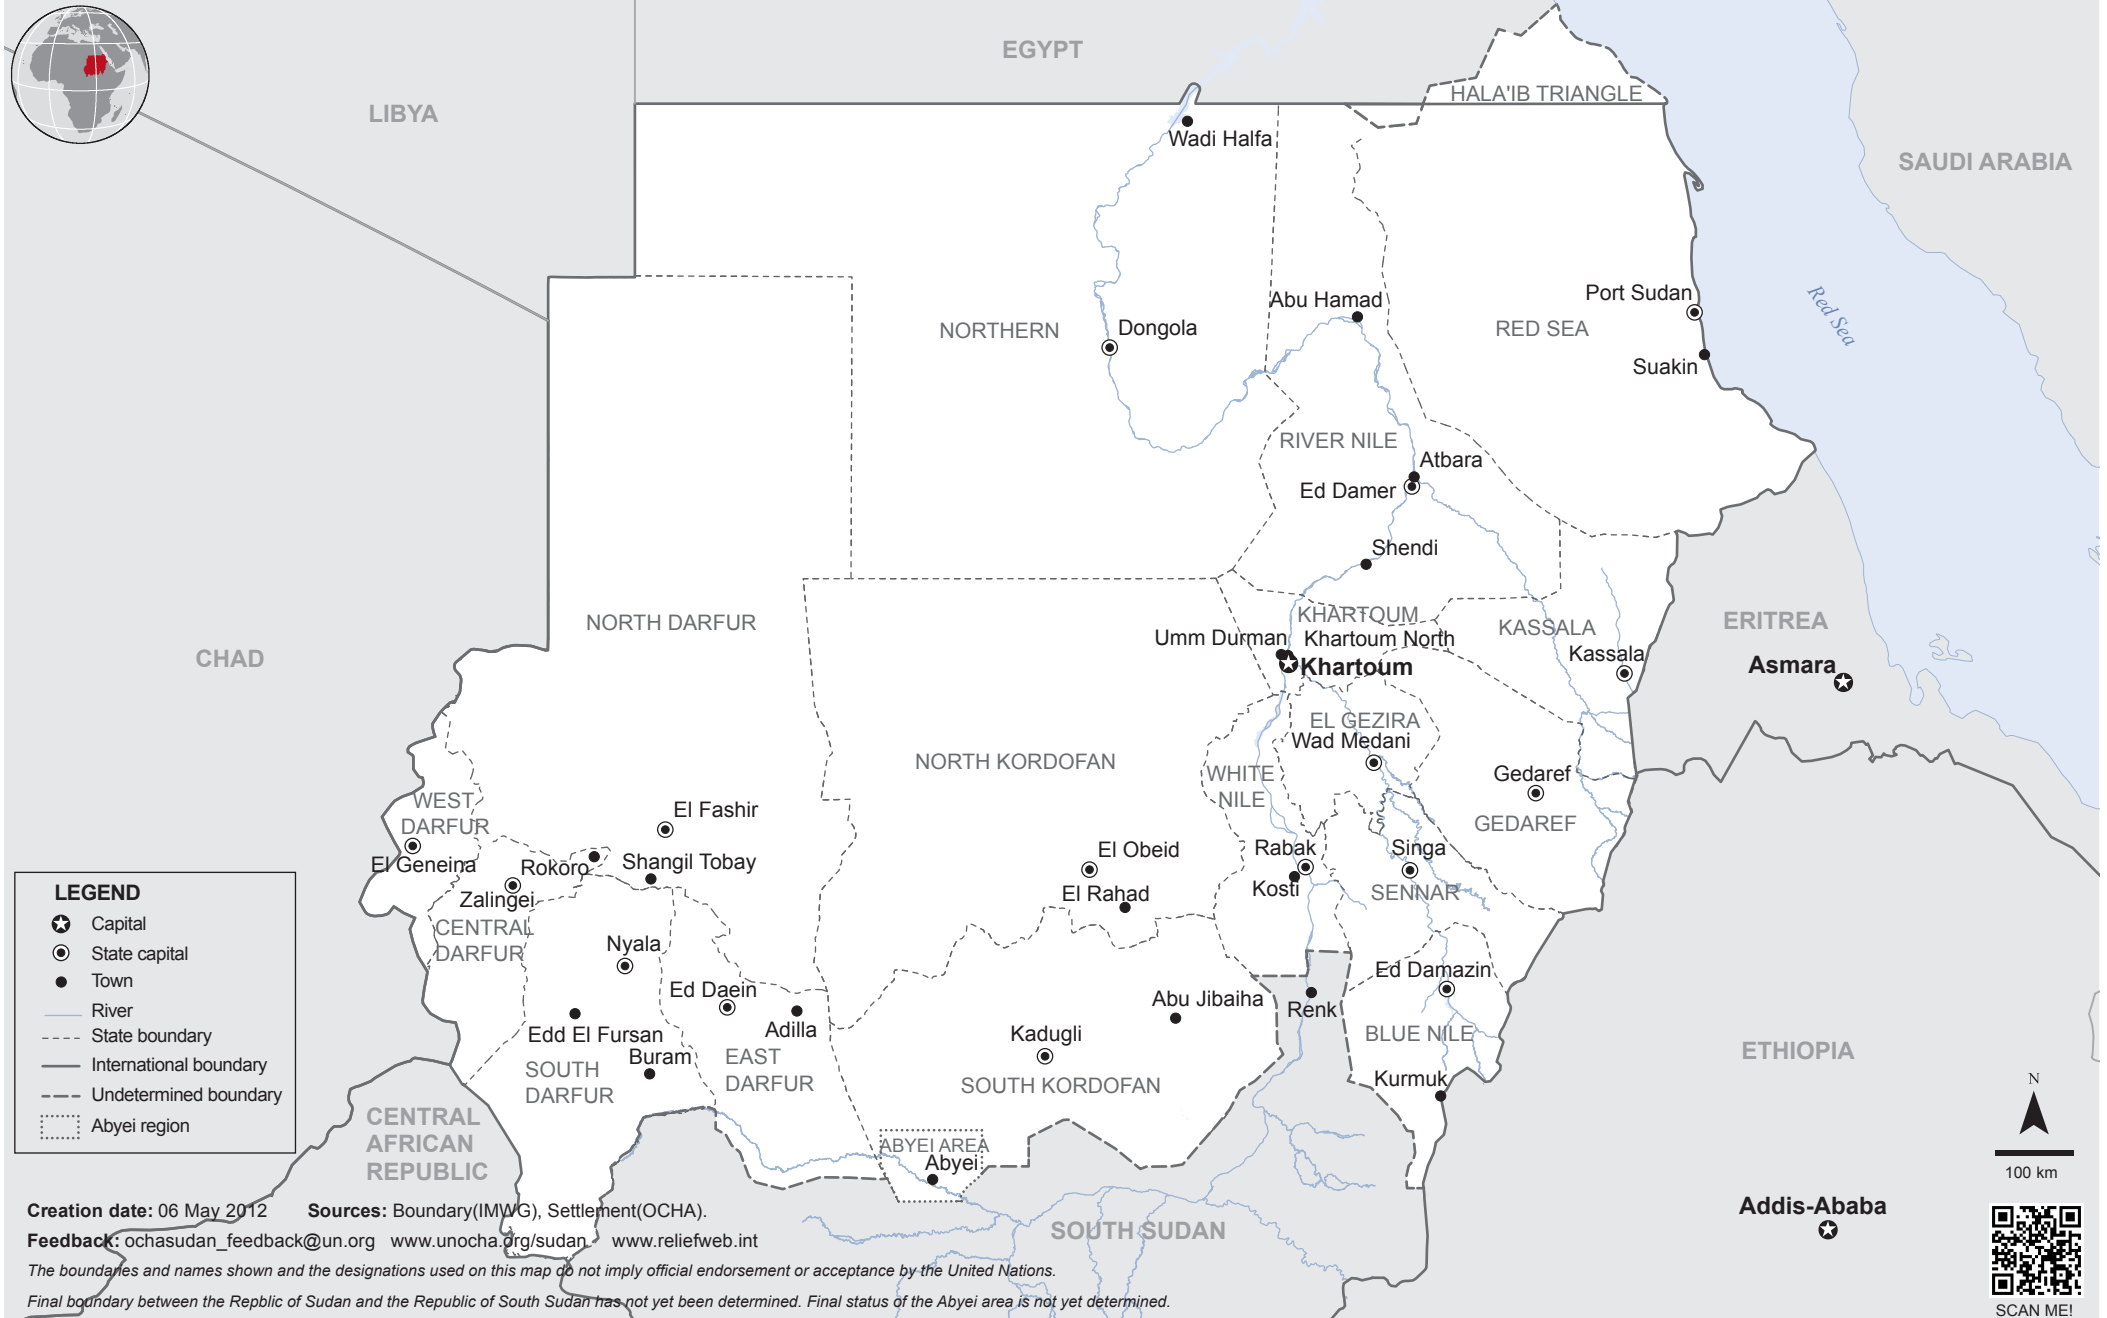 EGYPT
LIBYA
HALA'IB TRIANGLE
Wadi Halfa
SAUDI ARABIA
Port Sudan
Abu Hamad
Red Sea
NORTHERN
Dongola
RED SEA
Suakin
RIVER NILE
Atbara
Ed Damer
Shendi
NORTH DARFUR
KHARTOUM
KASSALA
ERITREA
Umm Durman
Khartoum North
CHAD
Kassala
Khartoum
Asmara
EL GEZIRA
Wad Medani
NORTH KORDOFAN
WHITE
NILE
Gedaref
WEST
DARFUR
El Fashir
GEDAREF
El Geneina
Rokoro
Shangil Tobay
El Obeid
Rabak
Singa
Zalingei
El Rahad
Kosti
SENNAR
CENTRAL
DARFUR
Nyala
Ed Daein
Ed Damazin
Abu Jibaiha
Renk
Edd El Fursan
Adilla
Kadugli
BLUE NILE
Buram
EAST
DARFUR
SOUTH
DARFUR
SOUTH KORDOFAN
Kurmuk
ETHIOPIA
CENTRAL
AFRICAN
REPUBLIC
ABYEI AREA
Abyei
SOUTH SUDAN
Addis-Ababa
LEGEND
Capital
State capital
Town
River
State boundary
International boundary
Undetermined boundary
Abyei region
N
100 km
SCAN ME!
Creation date: 06 May 2012 Sources: Boundary(IMWG), Settlement(OCHA).
Feedback: ochasudan_feedback@un.org www.unocha.org/sudan www.reliefweb.int
The boundaries and names shown and the designations used on this map do not imply official endorsement or acceptance by the United Nations.
Final boundary between the Repblic of Sudan and the Republic of South Sudan has not yet been determined. Final status of the Abyei area is not yet determined.